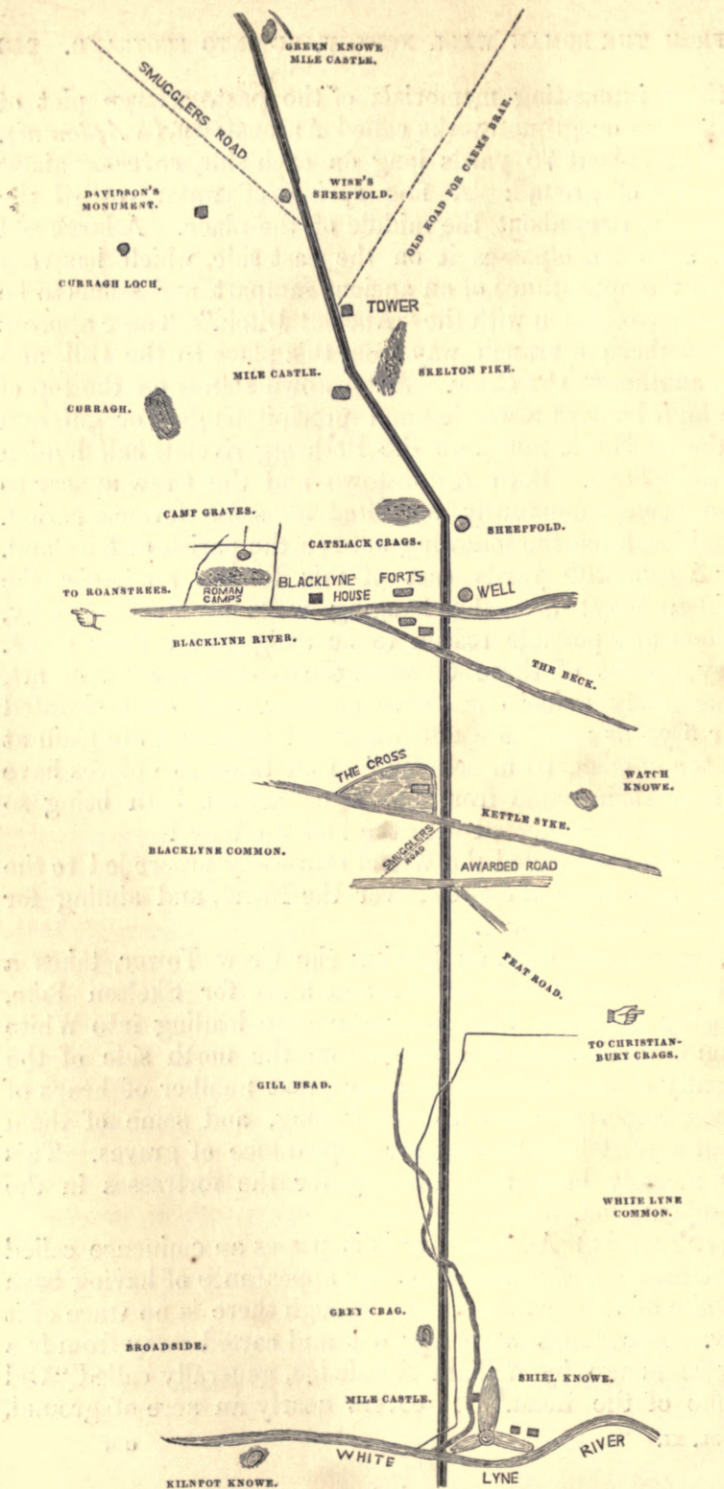 GREEN KNOWE
MILE CASTLE.
SMUGGLERS ROAD
OLD ROAD FOR CAERMS BRAE.
WISE'S
SHEEPFOLD.
DAVIDSON'S
MONUMENT.
CURRAGH LOCH.
TOWER
MILE CASTLE.
SKELTON PIKE.
CURRAGH.
CAMP GRAVES.
CATSLACK CRAGS.
SHEEPFOLD.
TO ROANSTREES.
ROMAN
CAMPS
BLACKLYNE
HOUSE
FORTS
WELL
BLACKLYNE RIVER.
THE BECK.
THE CROSS
WATCH
KNOWE.
KETTLE SYKE.
BLACKLYNE COMMON.
SMUGGLERS
ROAD
AWARDED ROAD
PEAT ROAD.
TO CHRISTIAN-
BURY CRAGS.
GILL HEAD.
WHITE LYNE
COMMON.
GREY CRAG.
BROADSIDE.
SHIEL KNOWE.
MILE CASTLE.
WHITE LYNE RIVER
KILNPOT KNOWE.